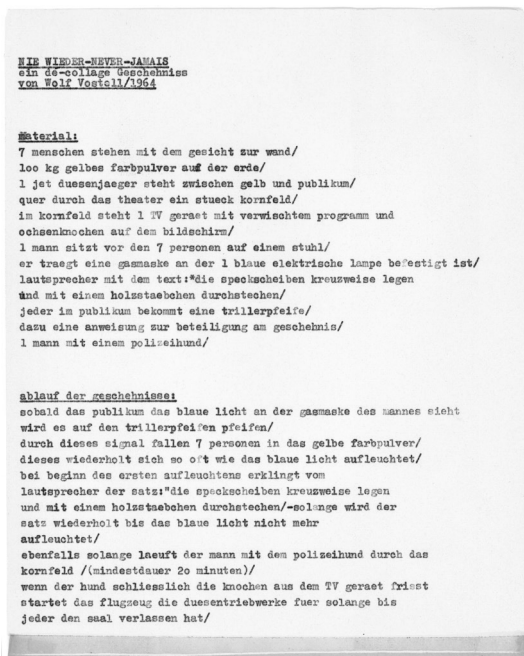 NIE WIEDER-NEVER-JAMAIS
ein de-collage Geschehniss
von Wolf Vostell/1964
material:
7 menschen stehen mit dem gesicht zur wand/
100 kg gelbes farbpulver auf der erde/
1 jet duesenjaeger steht zwischen gelb und publikum/
quer durch das theater ein stueck kornfeld/
im kornfeld steht 1 TV geraet mit verwischtem programm und
ochsenknochen auf dem bildschirm/
1 mann sitzt vor den 7 personen auf einem stuhl/
er traegt eine gasmaske an der 1 blaue elektrische lampe befestigt ist/
lautsprecher mit dem text:"die speckscheiben kreuzweise legen
und mit einem holzstaebchen durchstechen/
jeder im publikum bekommt eine trillerpfeife/
dazu eine anweisung zur beteiligung am geschehnis/
1 mann mit einem polizeihund/
ablauf der geschehnisse:
sobald das publikum das blaue licht an der gasmaske des mannes sieht
wird es auf den trillerpfeifen pfeifen/
durch dieses signal fallen 7 personen in das gelbe farbpulver/
dieses wiederholt sich so oft wie das blaue licht aufleuchtet/
bei beginn des ersten aufleuchtens erklingt vom
lautsprecher der satz:"die speckscheiben kreuzweise legen
und mit einem holzstaebchen durchstechen/-solange wird der
satz wiederholt bis das blaue licht nicht mehr
aufleuchtet/
ebenfalls solange laeuft der mann mit dem polizeihund durch das
kornfeld /(mindestdauer 20 minuten)/
wenn der hund schliesslich die knochen aus dem TV geraet frisst
startet das flugzeug die duesentriebwerke fuer solange bis
jeder den saal verlassen hat/